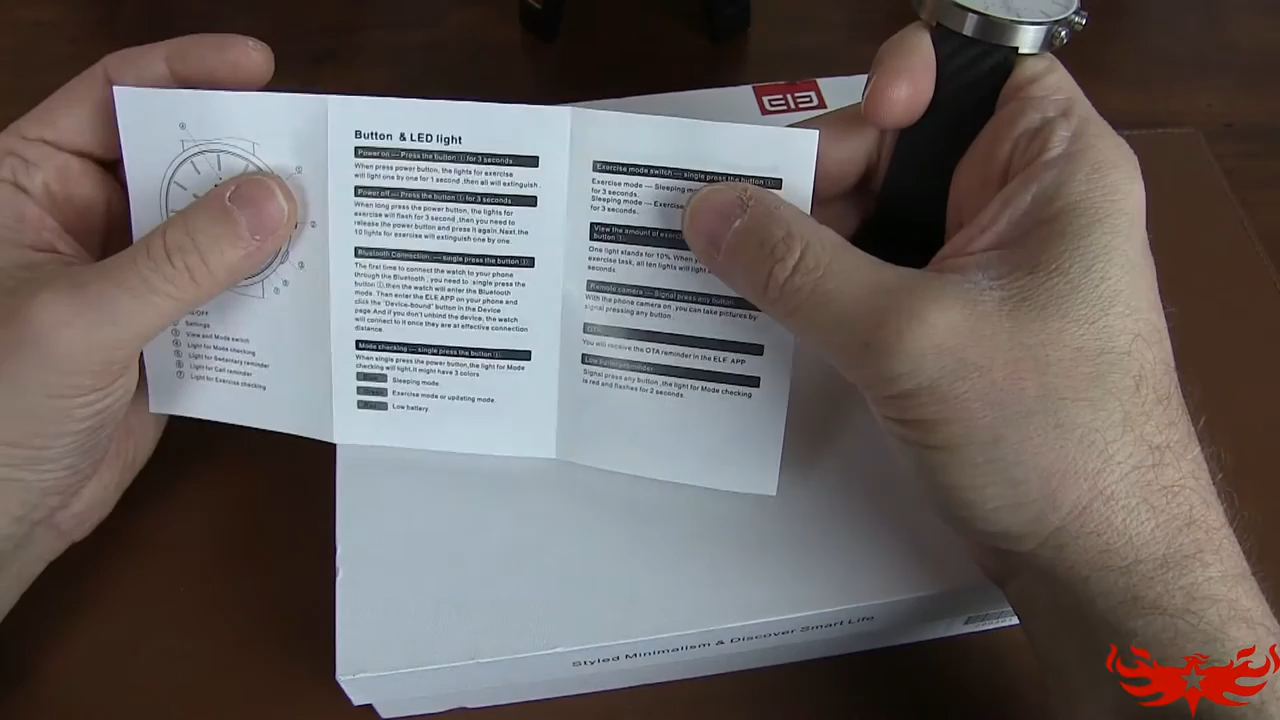 Button & LED light
Power on — Press the button ① for 3 seconds.
When press power button, the lights for exercise
will light one by one for 1 second ,then all will extinguish .
Power off — Press the button ① for 3 seconds.
When long press the power button, the lights for
exercise will flash for 3 second ,then you need to
release the power button and press it again.Next,the
10 lights for exercise will extinguish one by one.
Bluetooth Connection — single press the button ①.
The first time to connect the watch to your phone
through the Bluetooth , you need to single press the
button ①,then the watch will enter the Bluetooth
mode. Then enter the ELE APP on your phone and
click the "Device-bound" button in the Device
page.And if you don't unbind the device, the watch
will connect to it once they are at effective connection
distance.
Mode checking — single press the button ①.
When single press the power button,the light for Mode
checking will light.It might have 3 colors
Sleeping mode.
Exercise mode or updating mode.
Low battery.
/OFF
② Settings
③ View and Mode switch
④ Light for Mode checking
⑤ Light for Sedentary reminder
⑥ Light for Call reminder
⑦ Light for Exercise checking
Exercise mode switch — single press the button ③.
Exercise mode — Sleeping
for 3 seconds.
Sleeping mode — Exercise
for 3 seconds.
View the amount of
button ③.
One light stands for 10%. When
exercise task, all ten lights will light
seconds.
Remote camera — Signal press any button.
With the phone camera on ,you can take pictures by
signal pressing any button .
OTA
You will receive the OTA reminder in the ELE APP
Low battery reminder
Signal press any button ,the light for Mode checking
is red and flashes for 2 seconds.
ELE
Styled Minimalism & Discover Smart Life